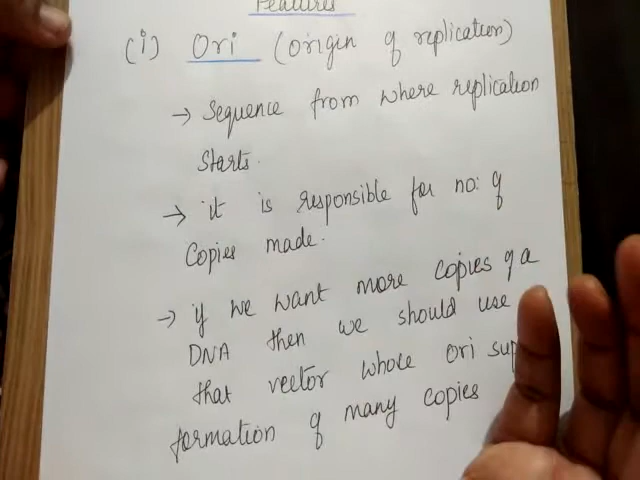 Features
(i) Ori (Origin of replication)
→ Sequence from where replication
starts.
→ it is responsible for no: of
Copies made.
→ if we want more copies of a
DNA then we should use
that vector whose ori sup
formation of many copies